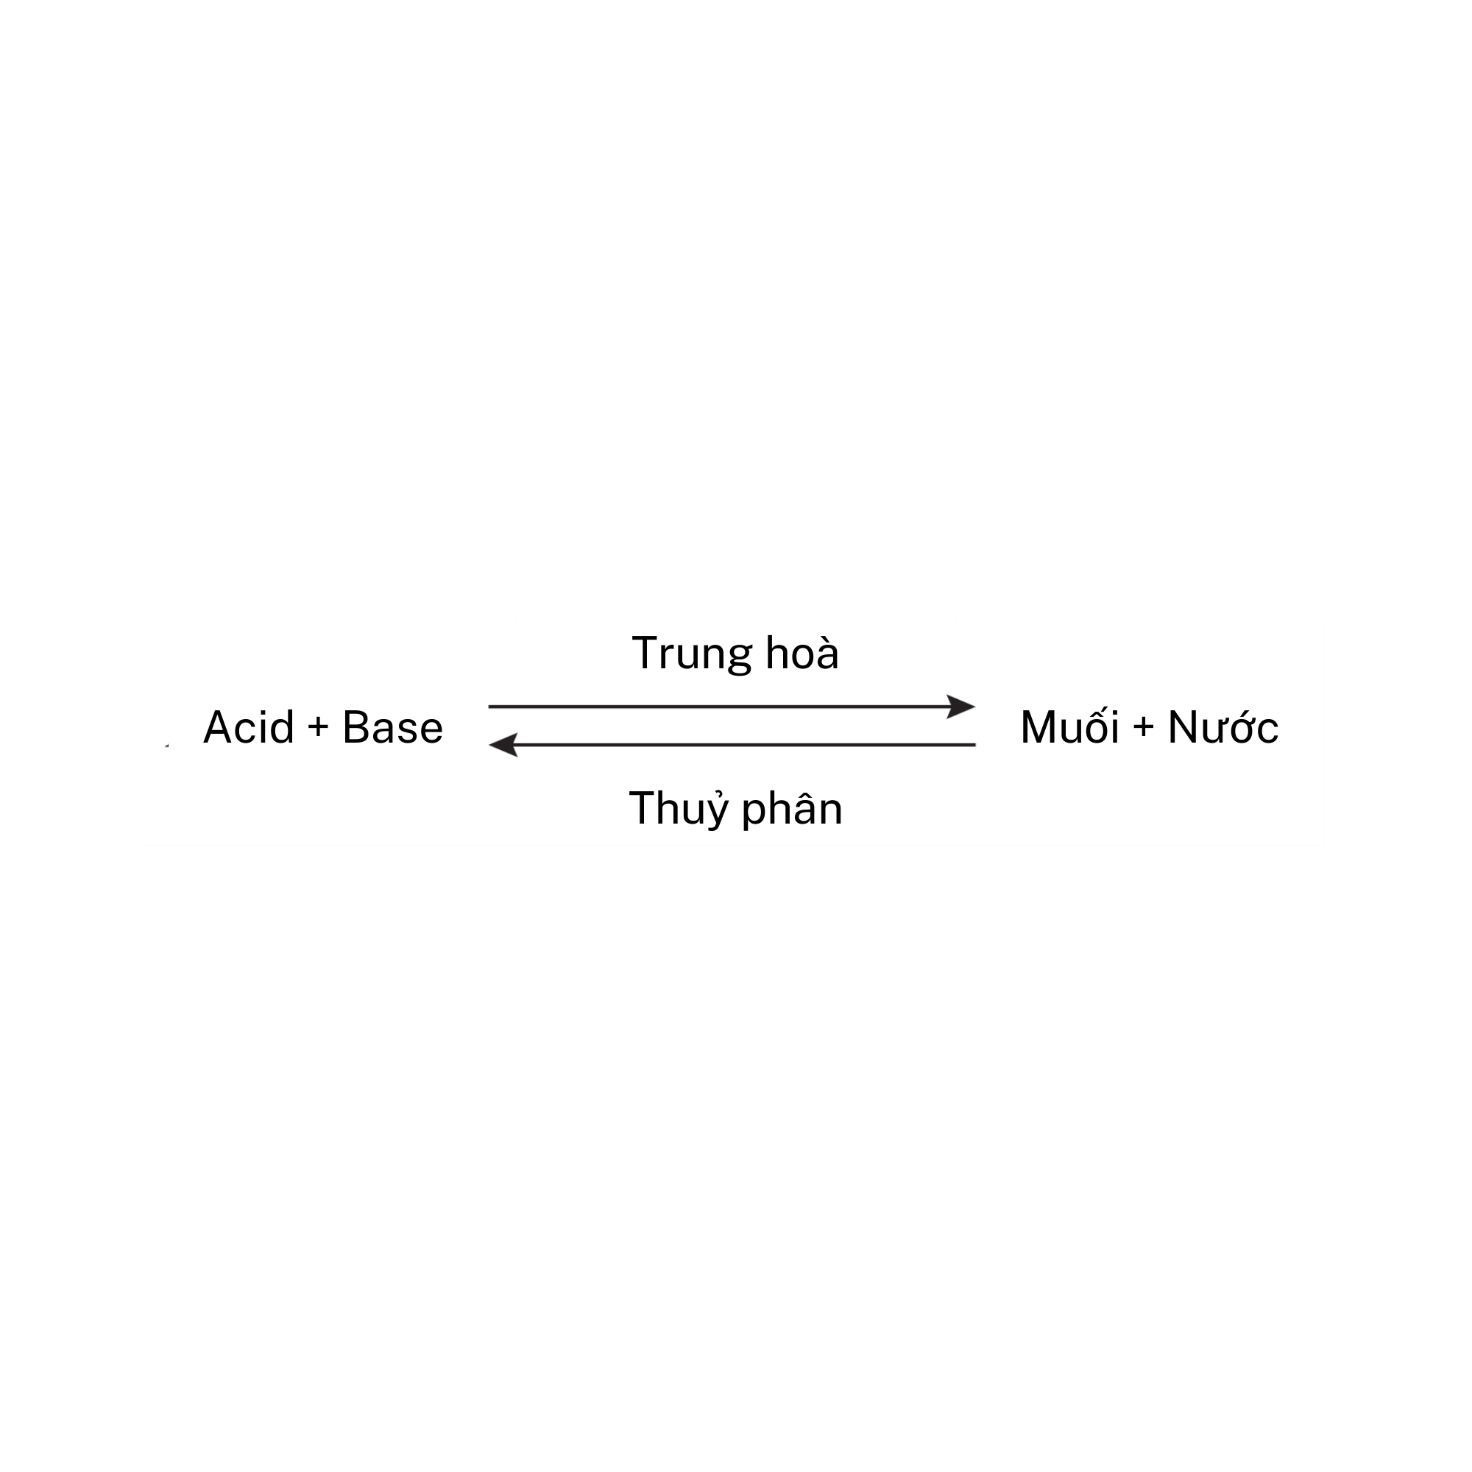 Trung hoà
Acid + Base
Muối + Nước
Thuỷ phân